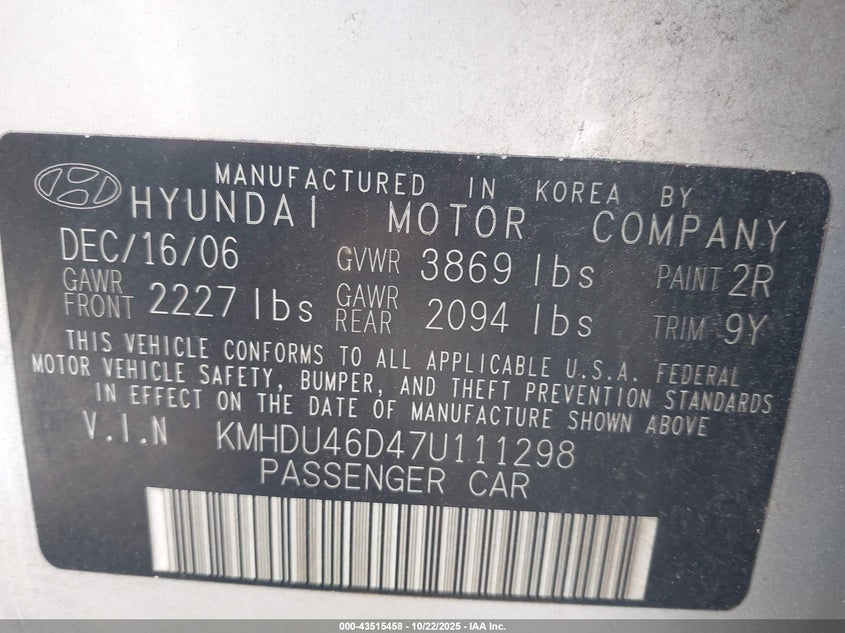 MANUFACTURED IN KOREA BY
HYUNDAI MOTOR COMPANY
DEC/16/06 GVWR 3869 lbs PAINT 2R
GAWR FRONT 2227 lbs GAWR REAR 2094 lbs TRIM 9Y
THIS VEHICLE CONFORMS TO ALL APPLICABLE U.S.A. FEDERAL
MOTOR VEHICLE SAFETY, BUMPER, AND THEFT PREVENTION STANDARDS
IN EFFECT ON THE DATE OF MANUFACTURE SHOWN ABOVE
V.I.N KMHDU46D47U111298
PASSENGER CAR
000-43515458 - 10/22/2025 - IAA Inc.